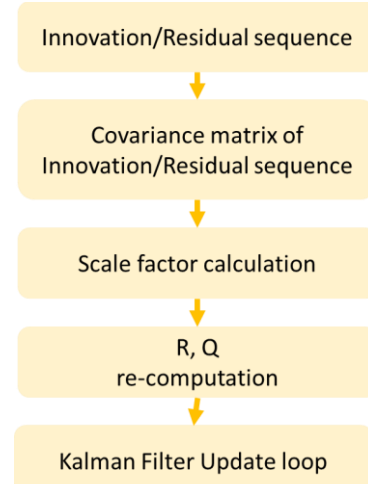 Innovation/Residual sequence
Covariance matrix of
Innovation/Residual sequence
Scale factor calculation
R, Q
re-computation
Kalman Filter Update loop